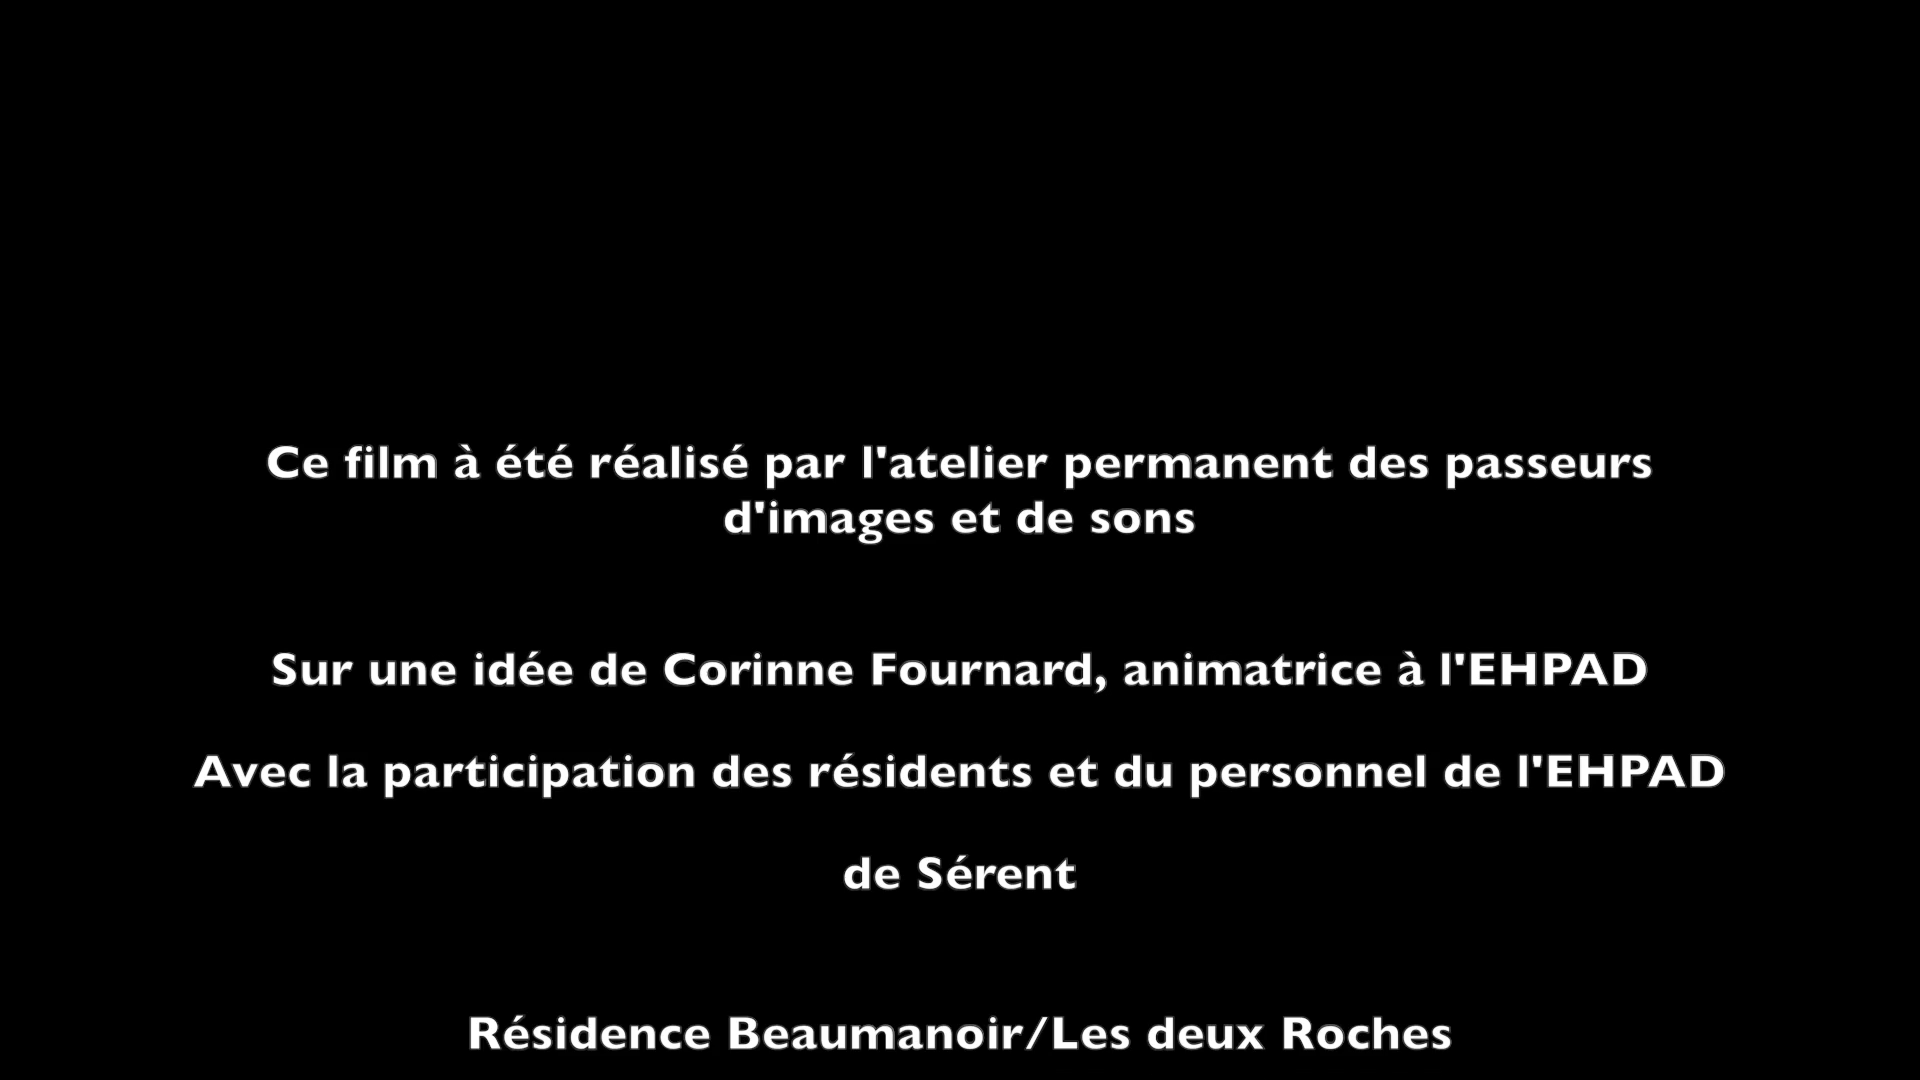 Ce film à été réalisé par l'atelier permanent des passeurs
d'images et de sons
Sur une idée de Corinne Fournard, animatrice à l'EHPAD
Avec la participation des résidents et du personnel de l'EHPAD
de Sérent
Résidence Beaumanoir/Les deux Roches